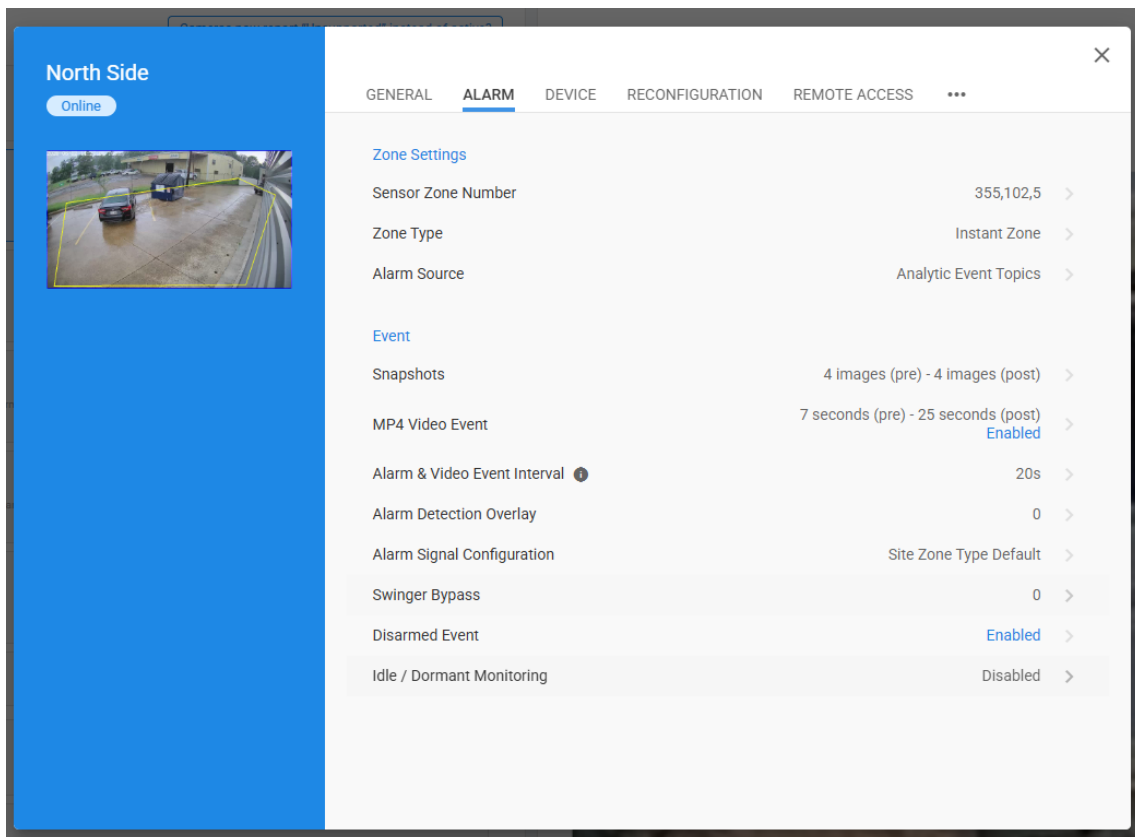 North Side
Online
GENERAL ALARM DEVICE RECONFIGURATION REMOTE ACCESS •••
Zone Settings
Sensor Zone Number 355,102,5
Zone Type Instant Zone
Alarm Source Analytic Event Topics
Event
Snapshots 4 images (pre) - 4 images (post)
MP4 Video Event 7 seconds (pre) - 25 seconds (post)
Enabled
Alarm & Video Event Interval 20s
Alarm Detection Overlay 0
Alarm Signal Configuration Site Zone Type Default
Swinger Bypass 0
Disarmed Event Enabled
Idle / Dormant Monitoring Disabled